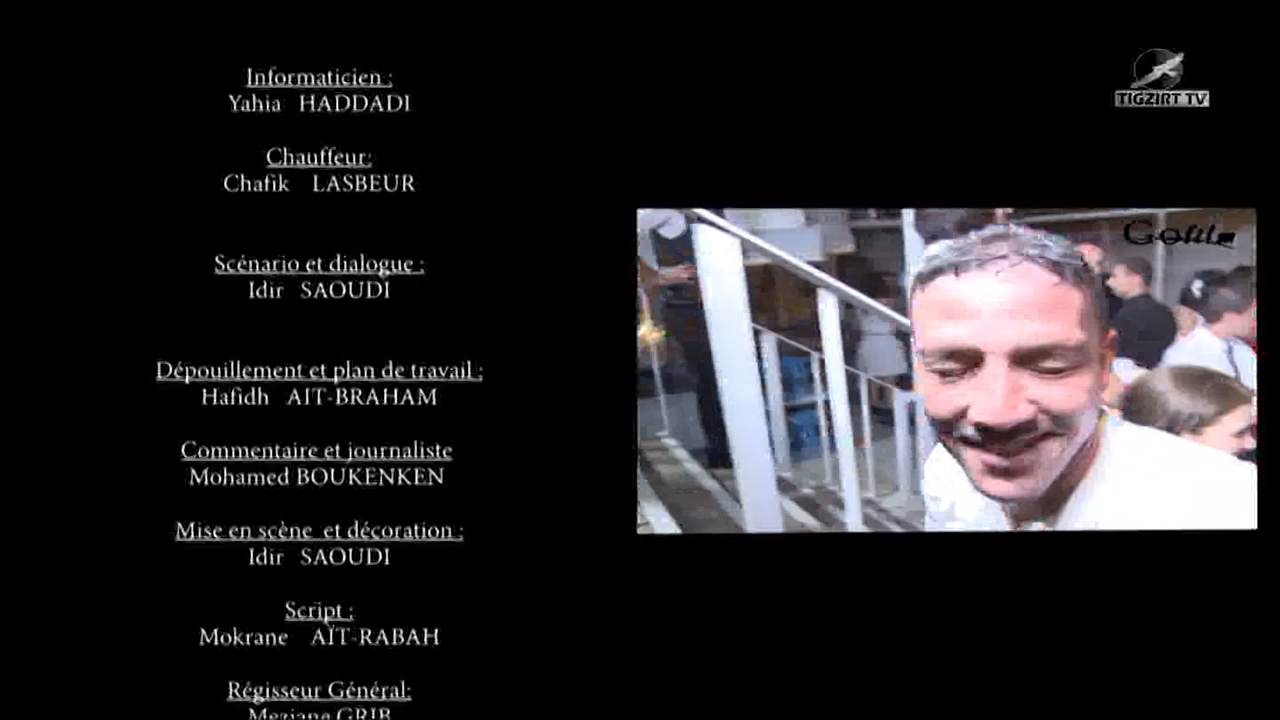 Informaticien :
Yahia HADDADI
Chauffeur:
Chafik LASBEUR
Scénario et dialogue :
Idir SAOUDI
Dépouillement et plan de travail :
Hafidh AIT-BRAHAM
Commentaire et journaliste
Mohamed BOUKENKEN
Mise en scène et décoration :
Idir SAOUDI
Script :
Mokrane AÏT-RABAH
Régisseur Général:
Meziane GRIB
TIGZIRT TV